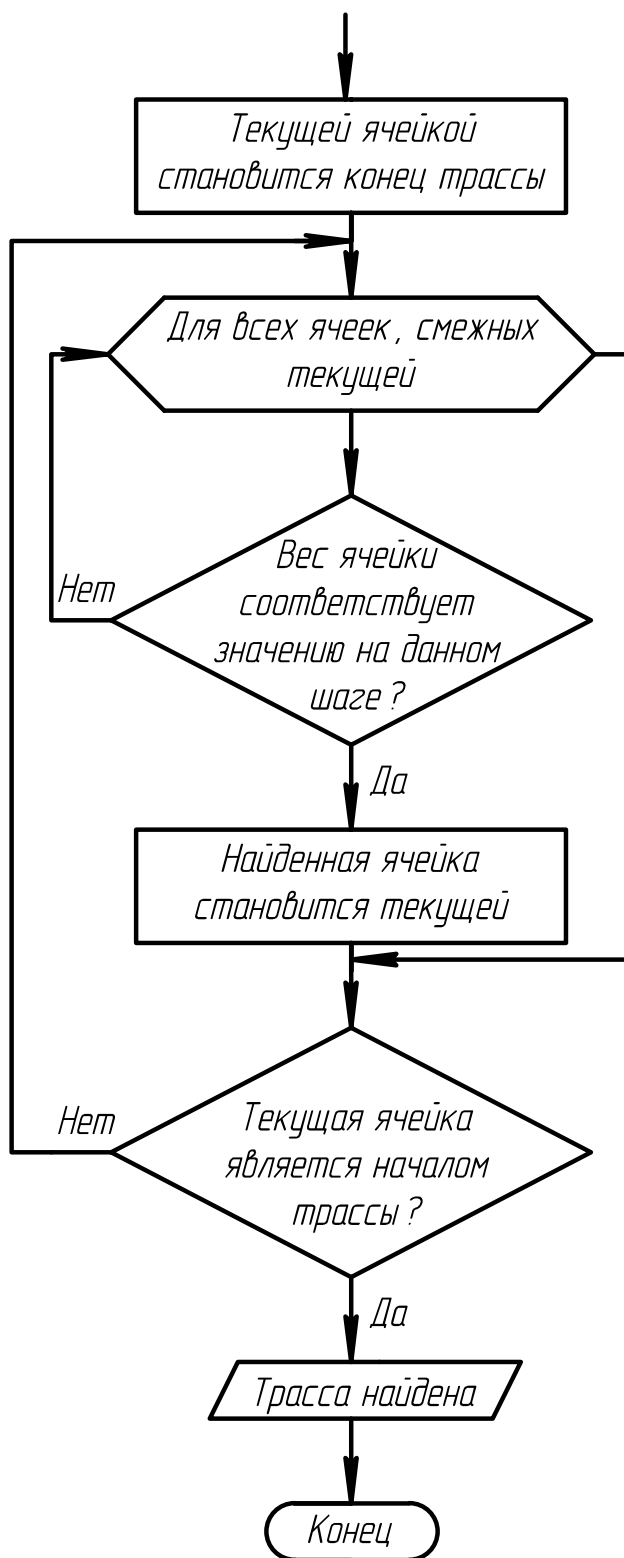 Текущей ячейкой
становится конец трассы
Для всех ячеек, смежных
текущей
Вес ячейки
соответствует
значению на данном
шаге ?
Нет
Да
Найденная ячейка
становится текущей
Текущая ячейка
является началом
трассы ?
Нет
Да
Трасса найдена
Конец